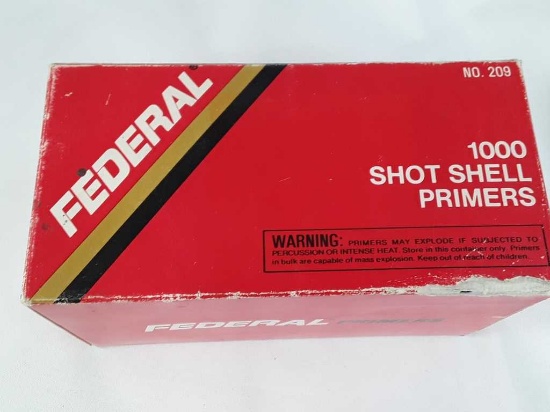 FEDERAL
NO. 209
1000
SHOT SHELL
PRIMERS
WARNING: PRIMERS MAY EXPLODE IF SUBJECTED TO
PERCUSSION OR INTENSE HEAT. Store in this container only. Primers
in bulk are capable of mass explosion. Keep out of reach of children.
FEDERAL